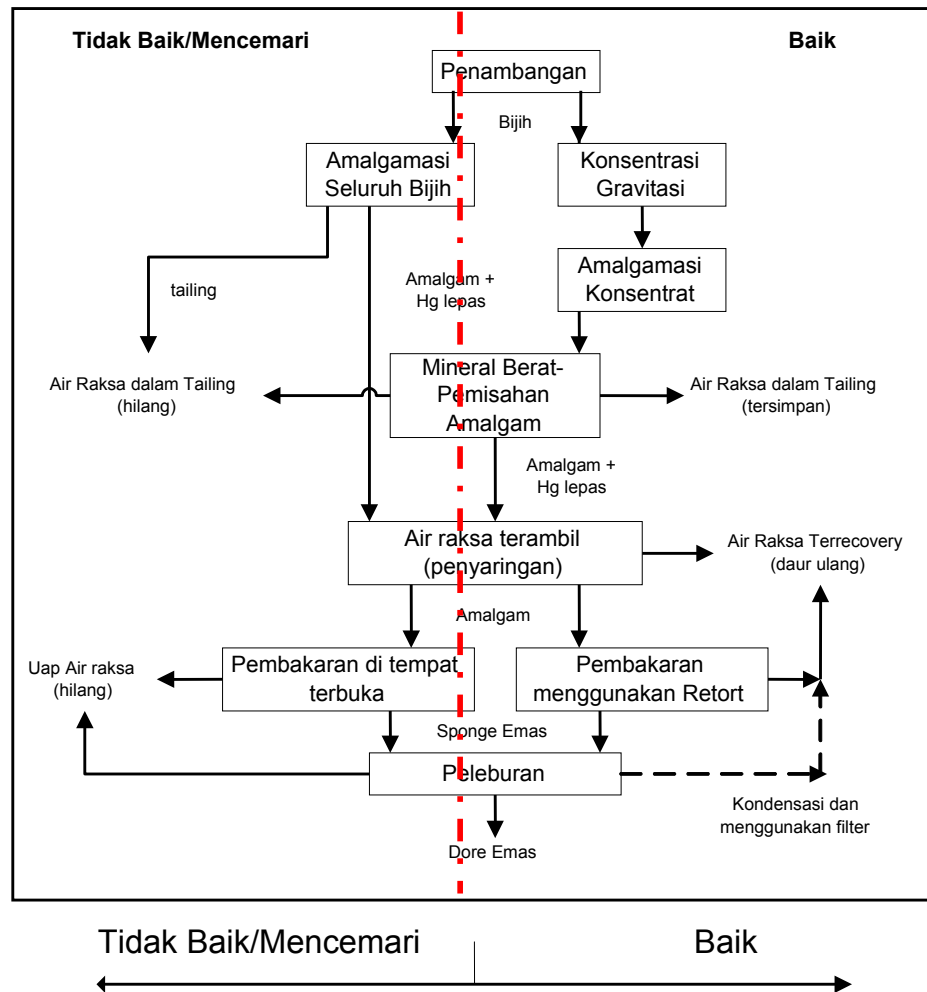 Tidak Baik/Mencemari
Baik
Penambangan
Bijih
Amalgamasi
Seluruh Bijih
Konsentrasi
Gravitasi
Amalgamasi
Konsentrat
tailing
Amalgam +
Hg lepas
Mineral Berat-
Pemisahan
Amalgam
Air Raksa dalam Tailing
(hilang)
Air Raksa dalam Tailing
(tersimpan)
Amalgam +
Hg lepas
Air raksa terambil
(penyaringan)
Air Raksa Terrecovery
(daur ulang)
Amalgam
Uap Air raksa
(hilang)
Pembakaran di tempat
terbuka
Pembakaran
menggunakan Retort
Sponge Emas
Peleburan
Kondensasi dan
menggunakan filter
Dore Emas
Tidak Baik/Mencemari
Baik